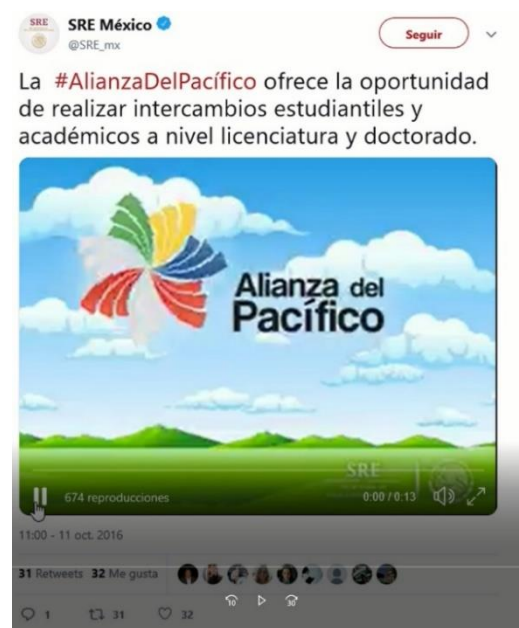 SRE
SRE México
@SRE_mx
Seguir
La #AlianzaDelPacífico ofrece la oportunidad
de realizar intercambios estudiantiles y
académicos a nivel licenciatura y doctorado.
Alianza del
Pacífico
SRE
674 reproducciones
0:00 / 0:13
11:00 - 11 oct. 2016
31 Retweets 32 Me gusta
1 31 32
10 30